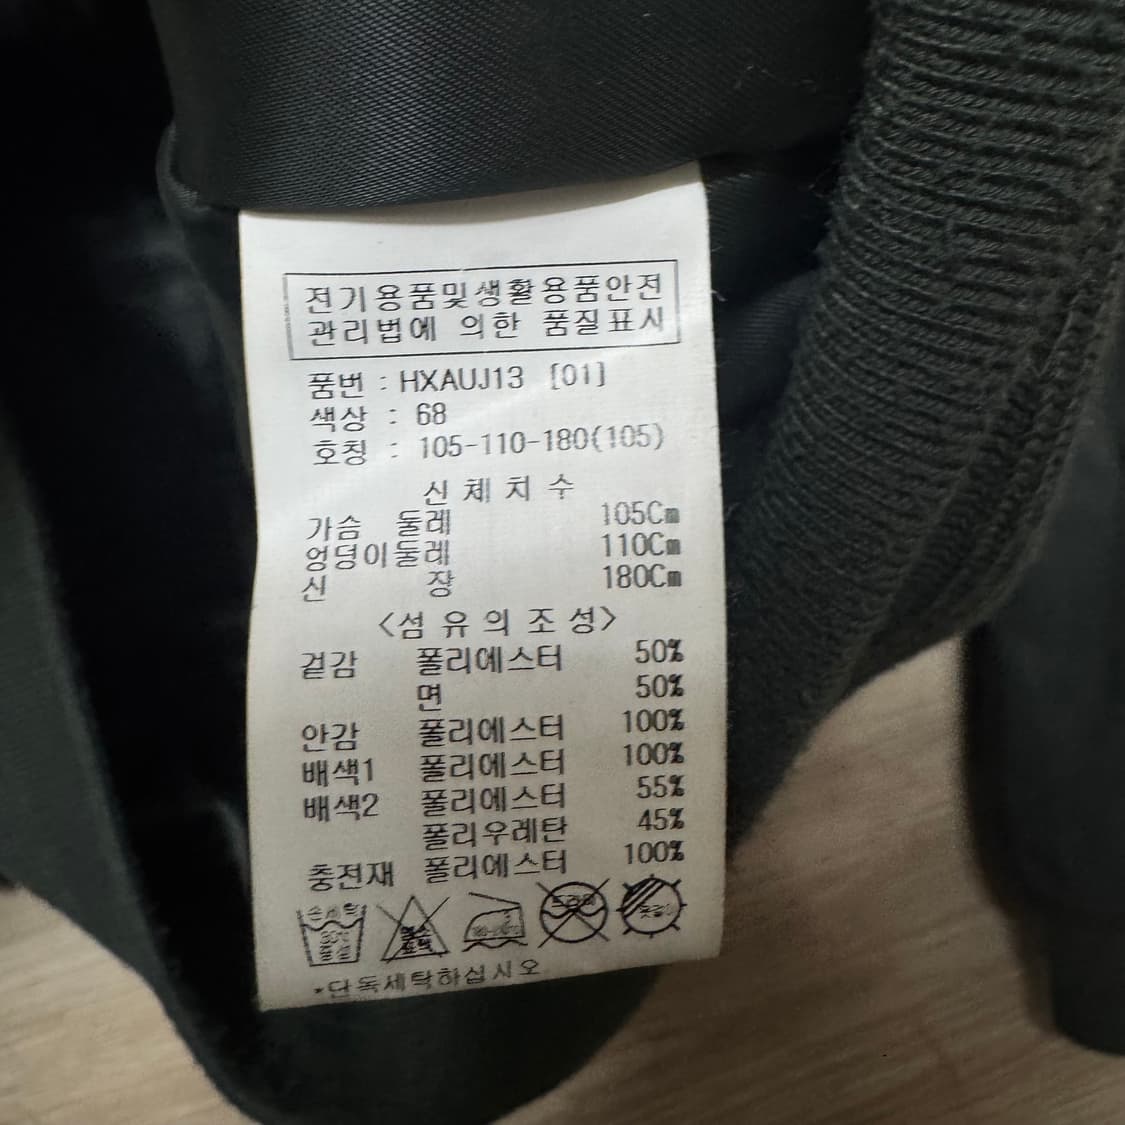 전기용품및생활용품안전
관리법에 의한 품질표시
품번 : HXAUJ13 [01]
색상 : 68
호칭 : 105-110-180(105)
신체치수
가슴 둘레 105Cm
엉덩이둘레 110Cm
신 장 180Cm
<섬유의조성>
겉감 폴리에스터 50%
면 50%
안감 폴리에스터 100%
배색1 폴리에스터 100%
배색2 폴리에스터 55%
폴리우레탄 45%
충전재 폴리에스터 100%
손세탁
*단독세탁하십시오